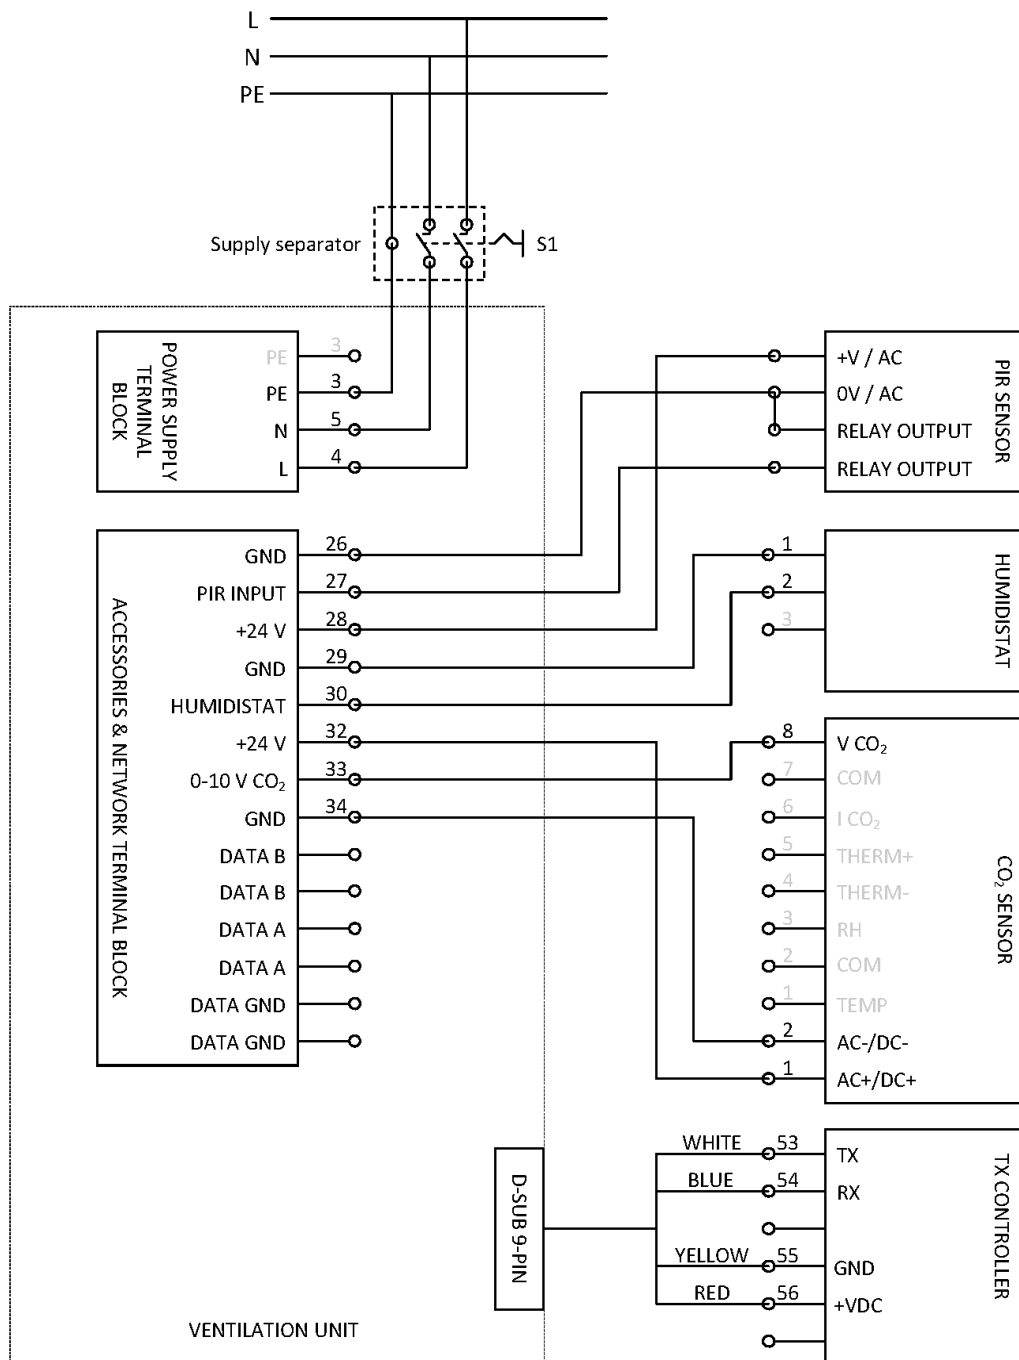 L
N
PE
Supply separator
S1
POWER SUPPLY
TERMINAL
BLOCK
PE 3
PE 3
N 5
L 4
ACCESSORIES & NETWORK TERMINAL BLOCK
GND 26
PIR INPUT 27
+24 V 28
GND 29
HUMIDISTAT 30
+24 V 32
0-10 V CO₂ 33
GND 34
DATA B
DATA B
DATA A
DATA A
DATA GND
DATA GND
VENTILATION UNIT
D-SUB 9-PIN
+V / AC
0V / AC
RELAY OUTPUT
RELAY OUTPUT
PIR SENSOR
1
2
3
HUMIDISTAT
8 V CO₂
7 COM
6 I CO₂
5 THERM+
4 THERM-
3 RH
2 COM
1 TEMP
2 AC-/DC-
1 AC+/DC+
CO₂ SENSOR
WHITE 53 TX
BLUE 54 RX
YELLOW 55 GND
RED 56 +VDC
TX CONTROLLER